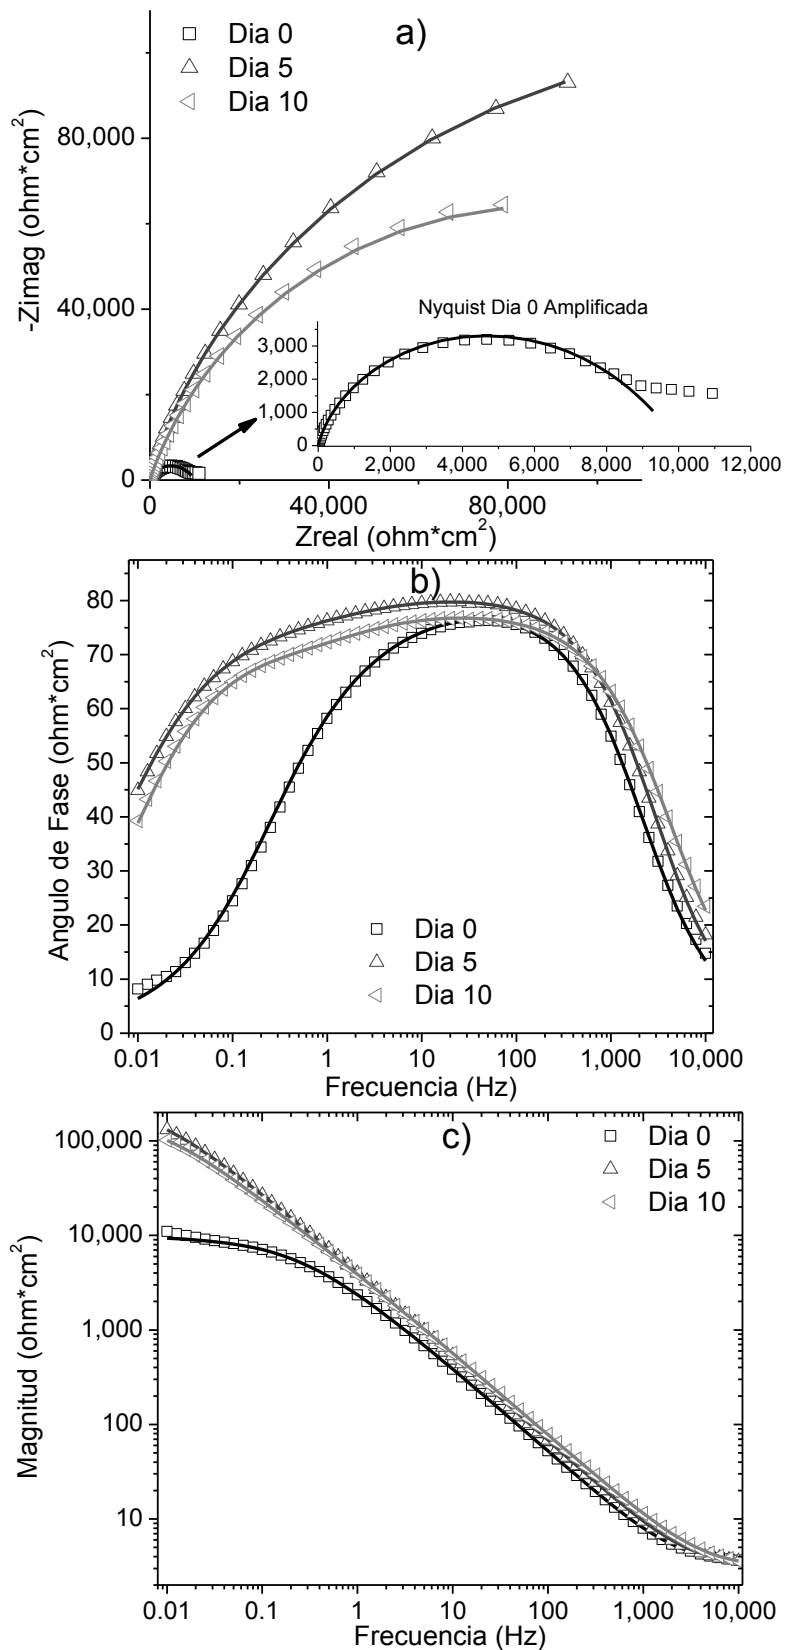 a)
Dia 0
Dia 5
Dia 10
-Zimag (ohm*cm²)
80,000
40,000
0
Nyquist Dia 0 Amplificada
3,000
2,000
1,000
0
0 2,000 4,000 6,000 8,000 10,000 12,000
0 40,000 80,000
Zreal (ohm*cm²)
b)
Angulo de Fase (ohm*cm²)
80
70
60
50
40
30
20
10
0
Dia 0
Dia 5
Dia 10
0.01 0.1 1 10 100 1,000 10,000
Frecuencia (Hz)
c)
Dia 0
Dia 5
Dia 10
Magnitud (ohm*cm²)
100,000
10,000
1,000
100
10
0.01 0.1 1 10 100 1,000 10,000
Frecuencia (Hz)